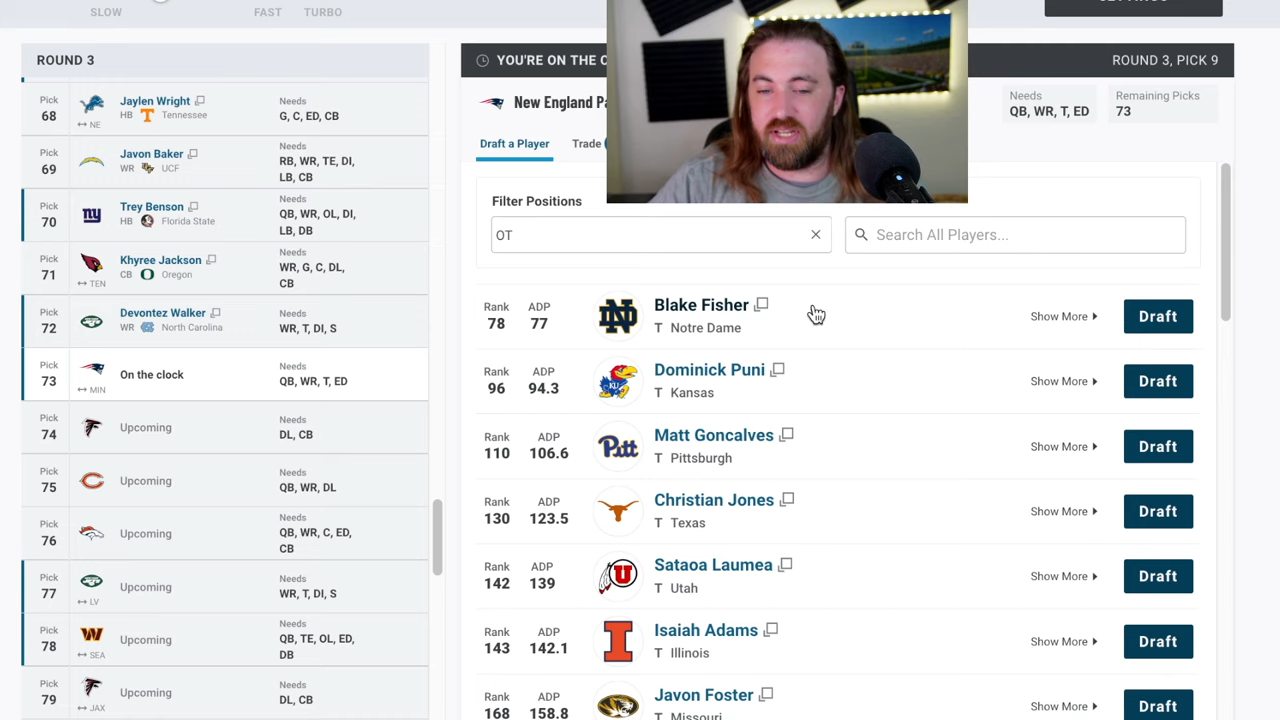 SLOW
FAST
TURBO
ROUND 3
Pick
68
NE
Jaylen Wright
HB Tennessee
Needs
G, C, ED, CB
Pick
69
Javon Baker
WR UCF
Needs
RB, WR, TE, DI,
LB, CB
Pick
70
Trey Benson
HB Florida State
Needs
QB, WR, OL, DI,
LB, DB
Pick
71
TEN
Khyree Jackson
CB Oregon
Needs
WR, G, C, DL,
CB
Pick
72
Devontez Walker
WR North Carolina
Needs
WR, T, DI, S
Pick
73
MIN
On the clock
Needs
QB, WR, T, ED
Pick
74
Upcoming
Needs
DL, CB
Pick
75
Upcoming
Needs
QB, WR, DL
Pick
76
Upcoming
Needs
QB, WR, C, ED,
CB
Pick
77
LV
Upcoming
Needs
WR, T, DI, S
Pick
78
SEA
Upcoming
Needs
QB, TE, OL, ED,
DB
Pick
79
JAX
Upcoming
Needs
DL, CB
YOU'RE ON THE
ROUND 3, PICK 9
New England
Needs
QB, WR, T, ED
Remaining Picks
73
Draft a Player
Trade
Filter Positions
OT
Search All Players...
Rank
78
ADP
77
Blake Fisher
T Notre Dame
Show More
Draft
Rank
96
ADP
94.3
Dominick Puni
T Kansas
Show More
Draft
Rank
110
ADP
106.6
Pitt
Matt Goncalves
T Pittsburgh
Show More
Draft
Rank
130
ADP
123.5
Christian Jones
T Texas
Show More
Draft
Rank
142
ADP
139
Sataoa Laumea
T Utah
Show More
Draft
Rank
143
ADP
142.1
Isaiah Adams
T Illinois
Show More
Draft
Rank
168
ADP
158.8
Javon Foster
T Missouri
Show More
Draft